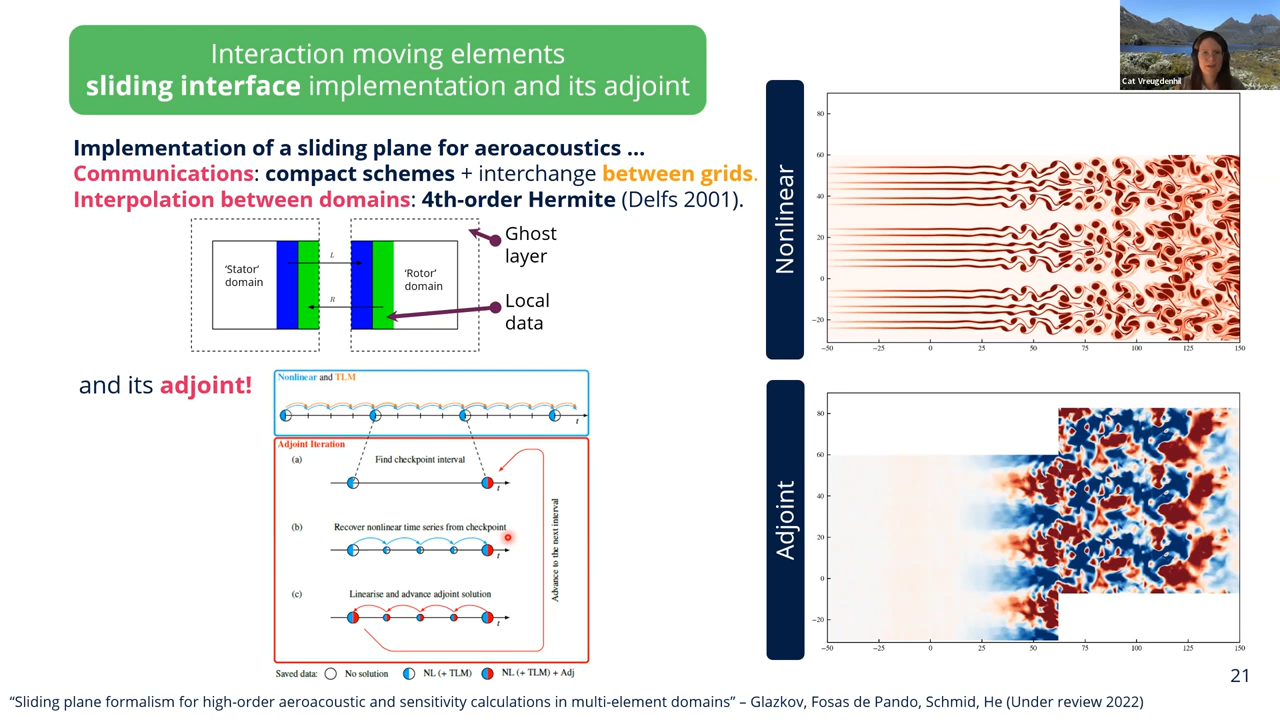 Interaction moving elements
sliding interface implementation and its adjoint
Cat Vreugdenhil
Implementation of a sliding plane for aeroacoustics ...
Communications: compact schemes + interchange between grids.
Interpolation between domains: 4th-order Hermite (Delfs 2001).
Ghost
layer
'Stator'
domain
L
'Rotor'
domain
R
Local
data
and its adjoint!
Nonlinear and TLM
t
Adjoint Iteration
(a)
Find checkpoint interval
t
(b)
Recover nonlinear time series from checkpoint
t
(c)
Linearise and advance adjoint solution
t
Advance to the next interval
Saved data: No solution NL (+ TLM) NL (+ TLM) + Adj
Nonlinear
80
60
40
20
0
−20
−50 −25 0 25 50 75 100 125 150
Adjoint
80
60
40
20
0
−20
−50 −25 0 25 50 75 100 125 150
21
“Sliding plane formalism for high-order aeroacoustic and sensitivity calculations in multi-element domains” – Glazkov, Fosas de Pando, Schmid, He (Under review 2022)